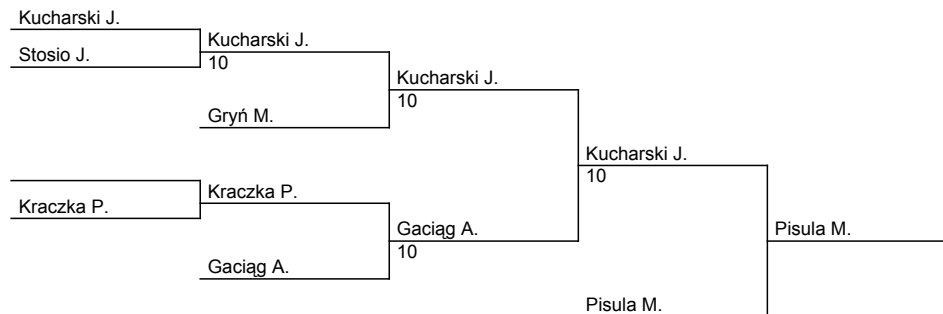 Kucharski J.
Stosio J.
Kucharski J.
10
Gryń M.
Kucharski J.
10
Kraczka P.
Kraczka P.
Gaciąg A.
Gaciąg A.
10
Kucharski J.
10
Pisula M.
Pisula M.